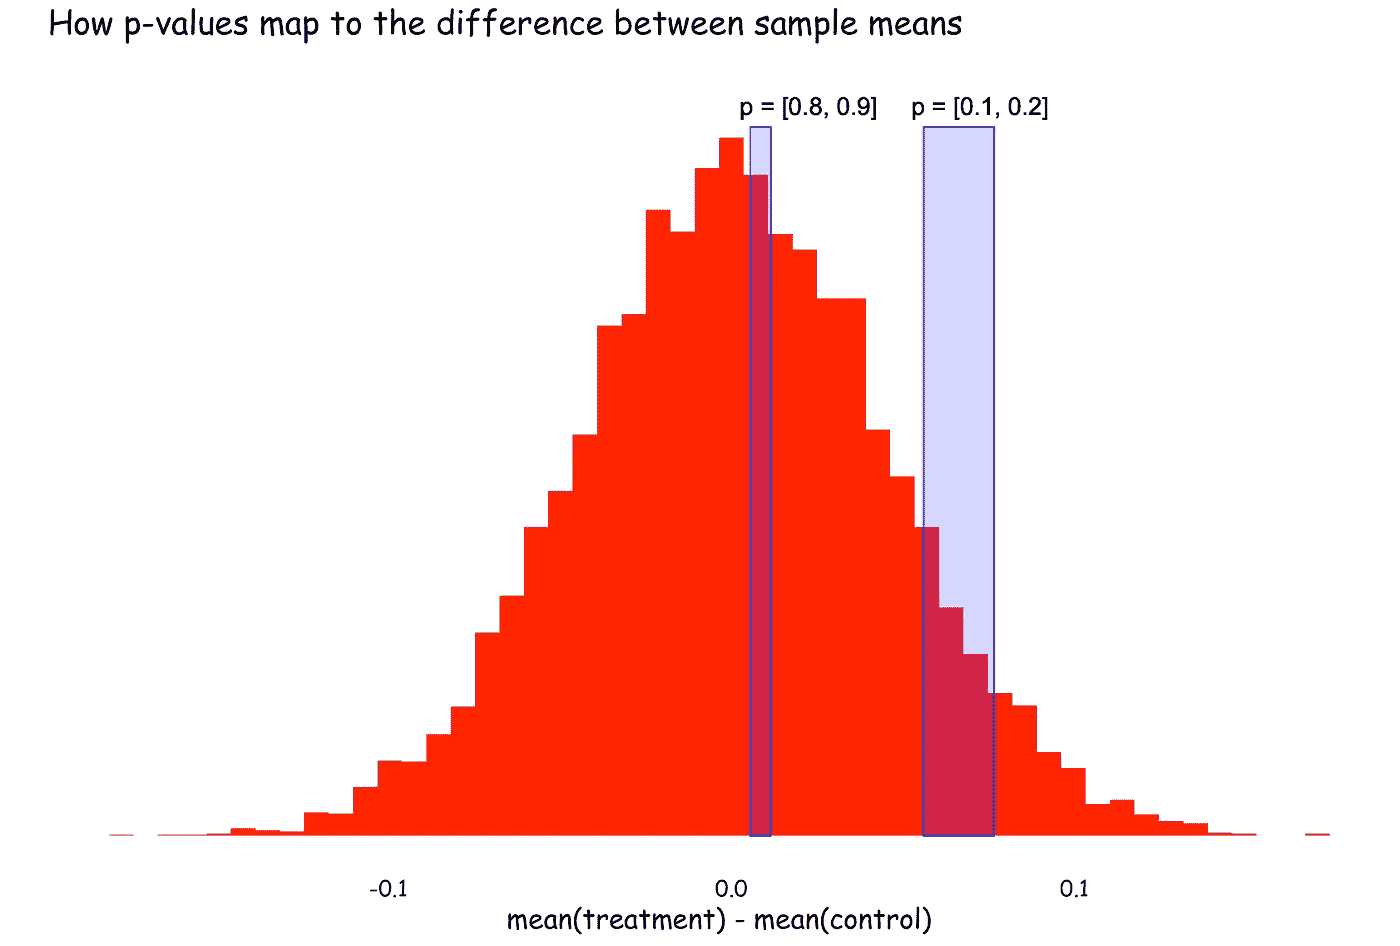 How p-values map to the difference between sample means
p = [0.8, 0.9] p = [0.1, 0.2]
-0.1 0.0 0.1
mean(treatment) - mean(control)